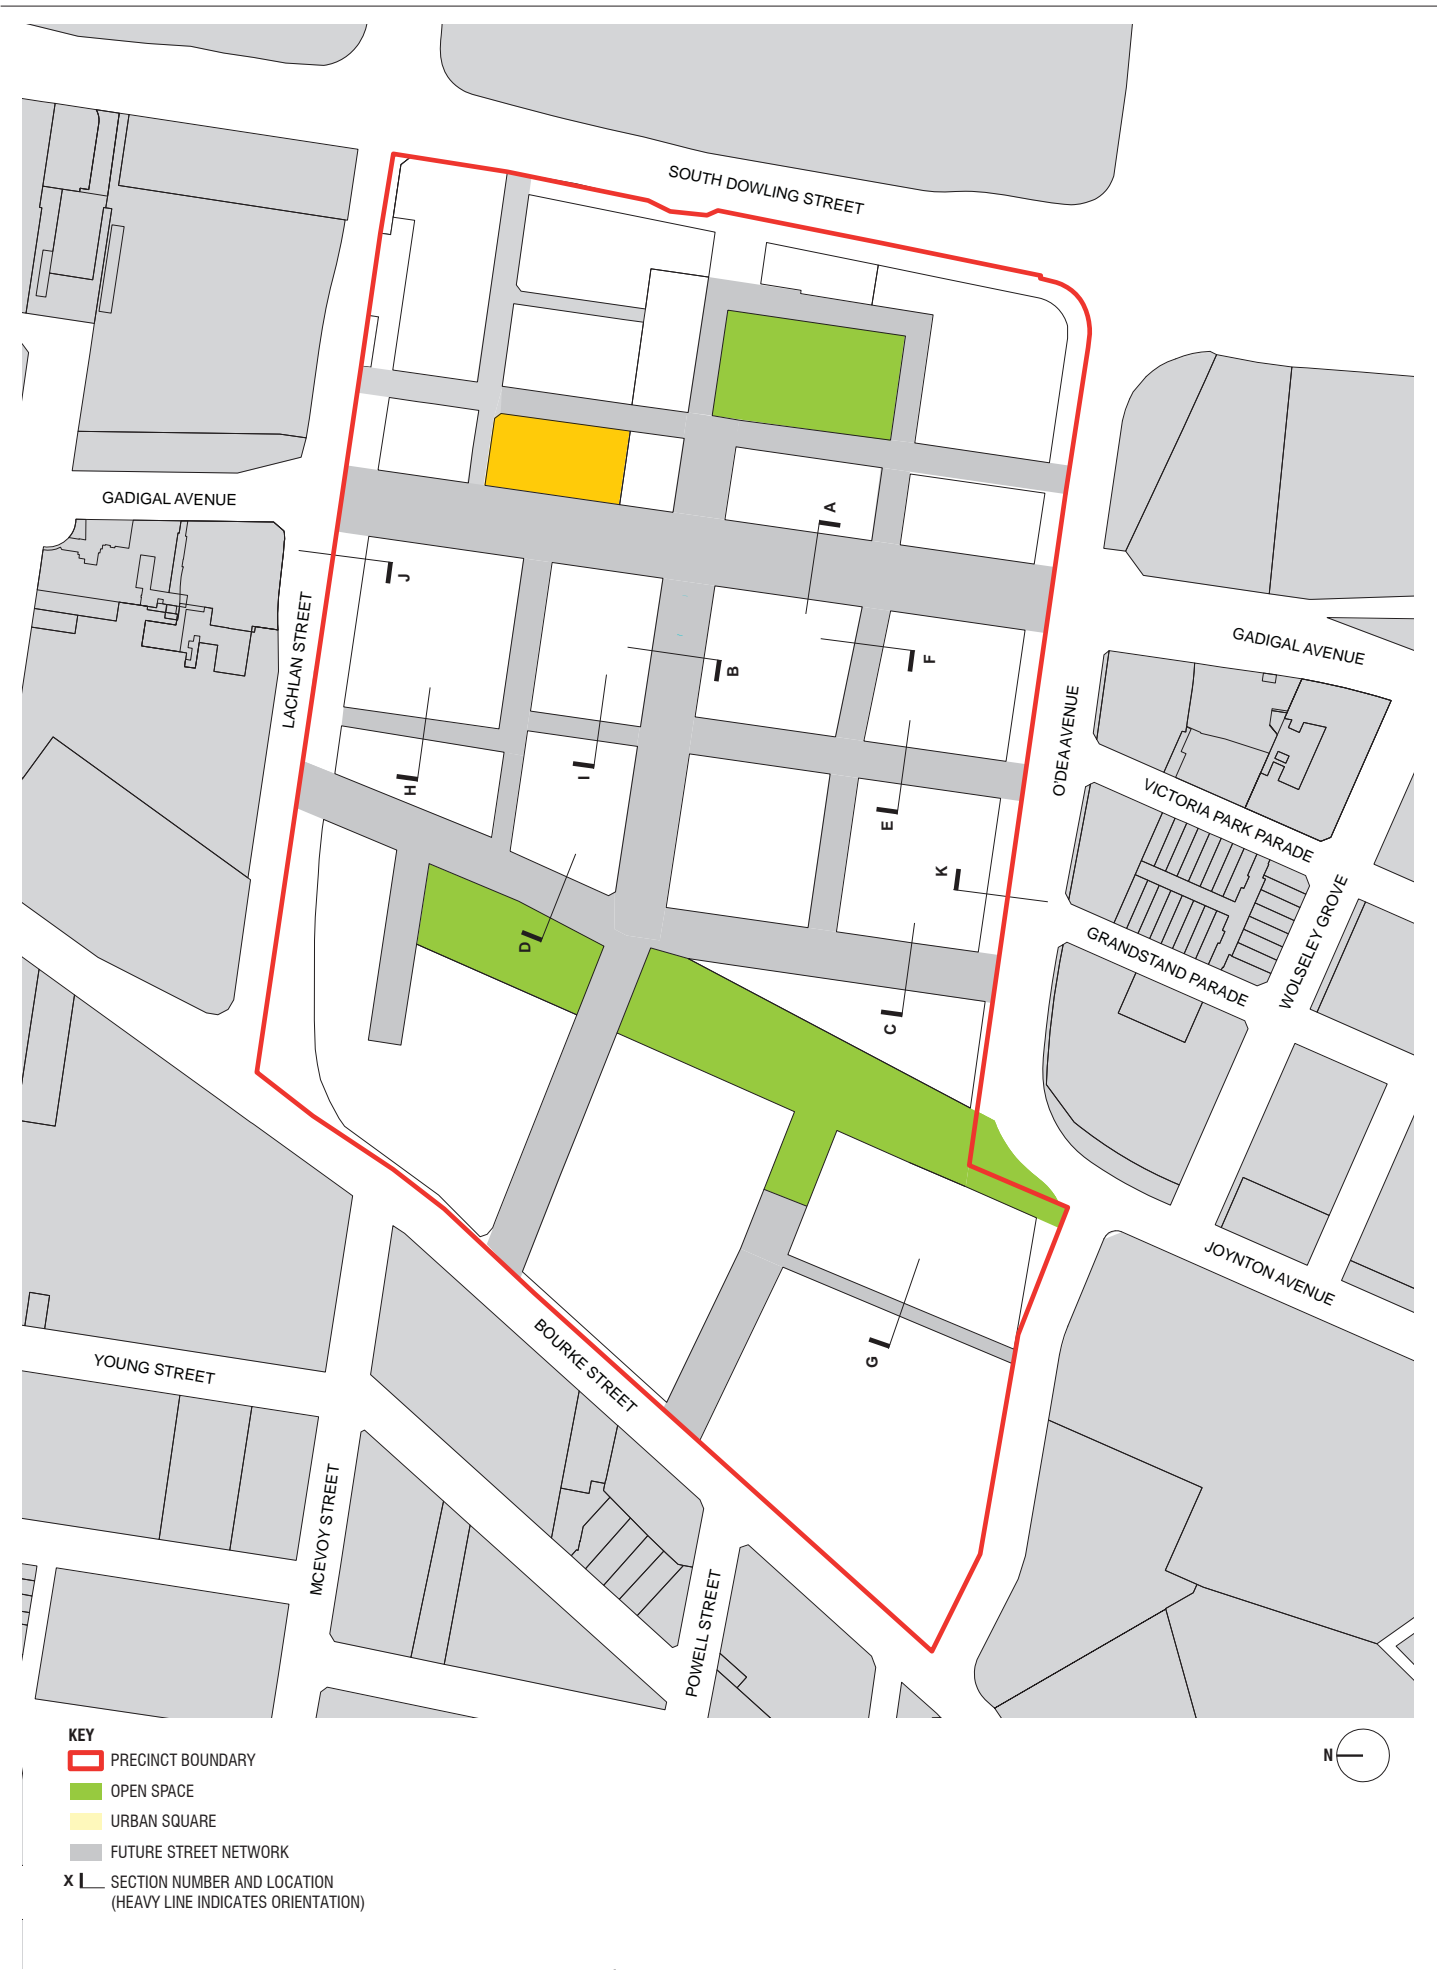 SOUTH DOWLING STREET
GADIGAL AVENUE
A
J
LACHLAN STREET
GADIGAL AVENUE
B
F
O'DEA AVENUE
H
I
E
VICTORIA PARK PARADE
K
WOLSELEY GROVE
D
GRANDSTAND PARADE
C
JOYNTON AVENUE
BOURKE STREET
G
YOUNG STREET
MCEVOY STREET
POWELL STREET
KEY
PRECINCT BOUNDARY
OPEN SPACE
URBAN SQUARE
FUTURE STREET NETWORK
X SECTION NUMBER AND LOCATION
(HEAVY LINE INDICATES ORIENTATION)
N